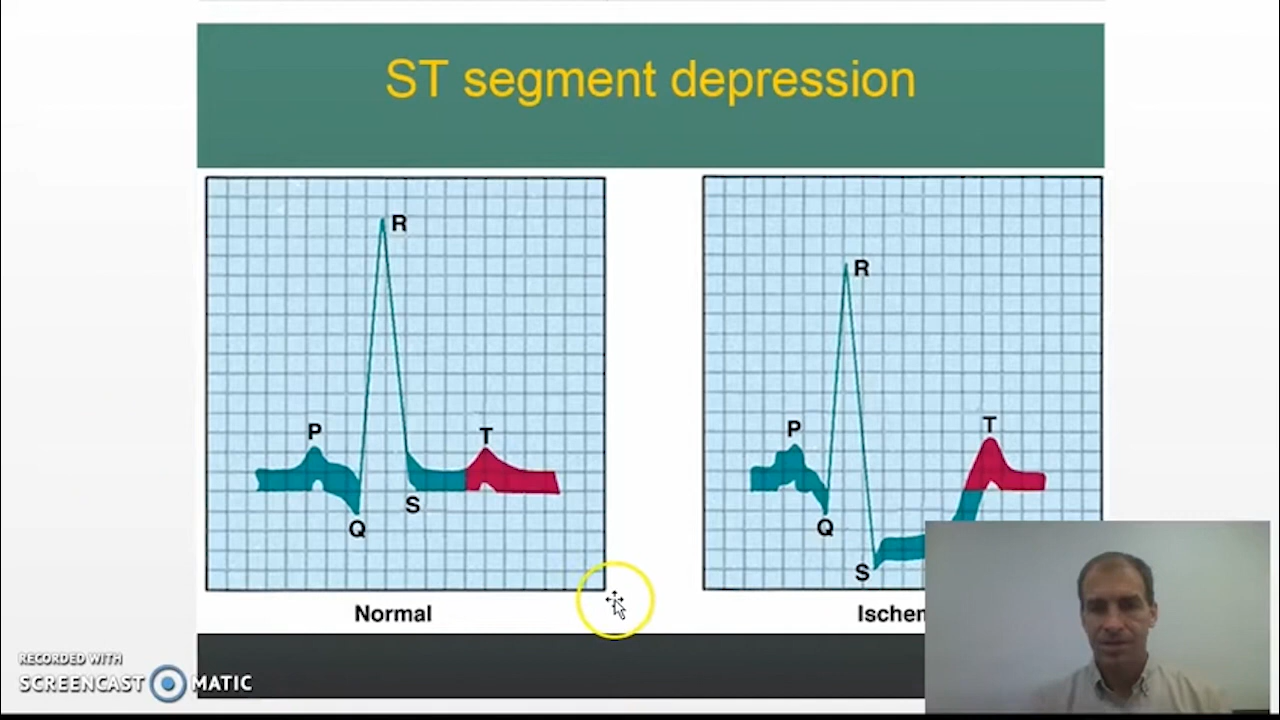 ST segment depression
R
P
T
Q
S
Normal
R
P
T
Q
S
Ischem
RECORDED WITH
SCREENCAST MATIC